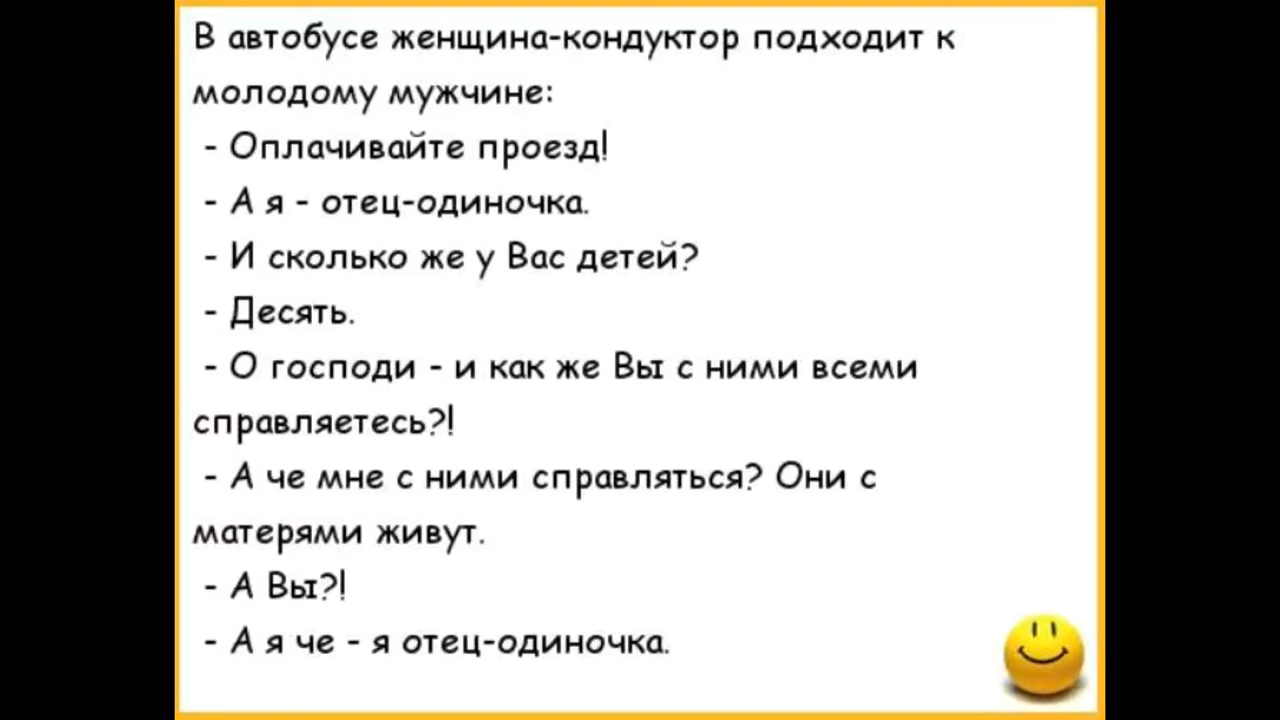 В автобусе женщина-кондуктор подходит к
молодому мужчине:
- Оплачивайте проезд!
- А я - отец-одиночка.
- И сколько же у Вас детей?
- Десять.
- О господи - и как же Вы с ними всеми
справляетесь?!
- А че мне с ними справляться? Они с
матерями живут.
- А Вы?!
- А я че - я отец-одиночка.